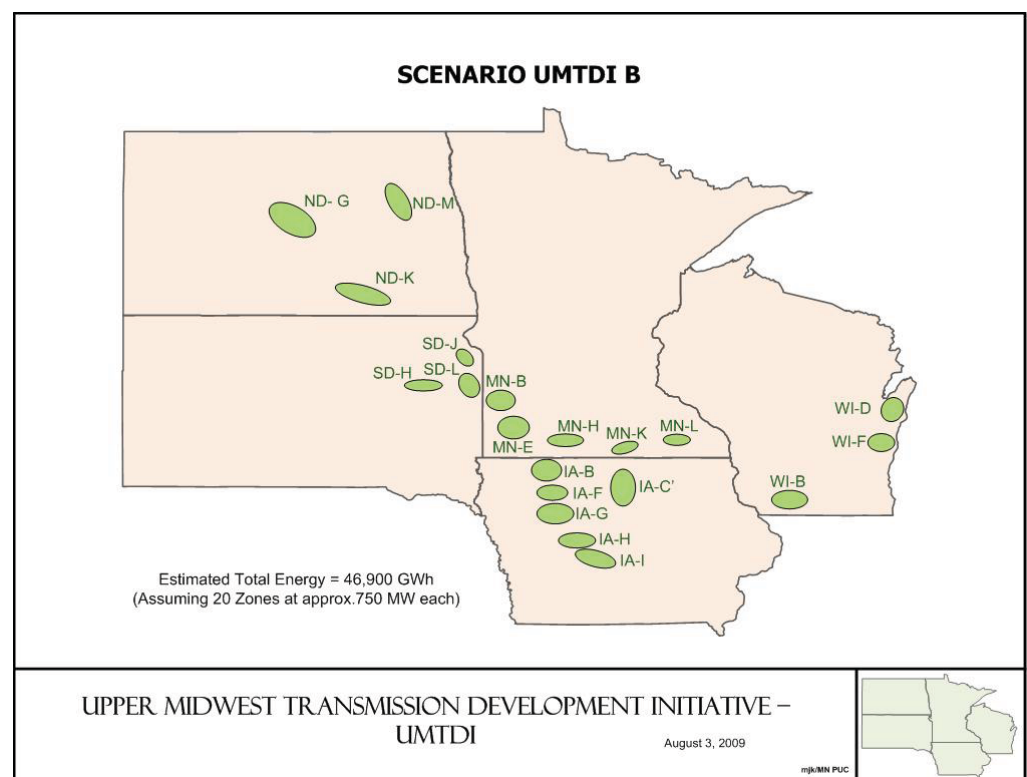 SCENARIO UMTDI B
ND- G
ND-M
ND-K
SD-J
SD-H
SD-L
MN-B
MN-E
MN-H
MN-K
MN-L
WI-D
WI-F
WI-B
IA-B
IA-C'
IA-F
IA-G
IA-H
IA-I
Estimated Total Energy = 46,900 GWh
(Assuming 20 Zones at approx.750 MW each)
UPPER MIDWEST TRANSMISSION DEVELOPMENT INITIATIVE –
UMTDI
August 3, 2009
mjk/MN PUC